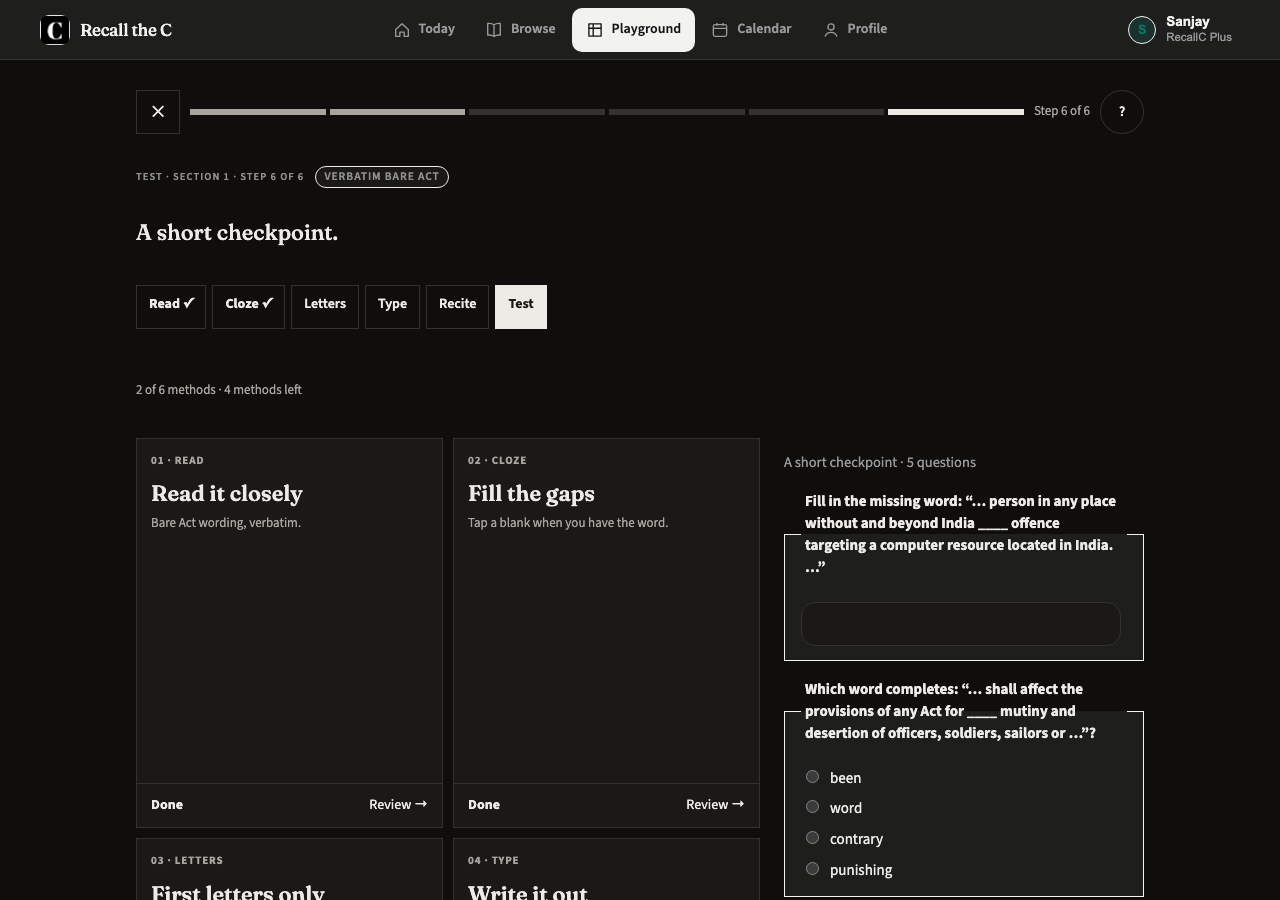 C Recall the C
Today
Browse
Playground
Calendar
Profile
S
Sanjay
RecallC Plus
Step 6 of 6
?
TEST · SECTION 1 · STEP 6 OF 6
VERBATIM BARE ACT
A short checkpoint.
Read ✓
Cloze ✓
Letters
Type
Recite
Test
2 of 6 methods · 4 methods left
01 · READ
Read it closely
Bare Act wording, verbatim.
Done
Review →
02 · CLOZE
Fill the gaps
Tap a blank when you have the word.
Done
Review →
03 · LETTERS
First letters only
04 · TYPE
Write it out
A short checkpoint · 5 questions
Fill in the missing word: “… person in any place
without and beyond India ____ offence
targeting a computer resource located in India.
…”
Which word completes: “… shall affect the
provisions of any Act for ____ mutiny and
desertion of officers, soldiers, sailors or …”?
been
word
contrary
punishing